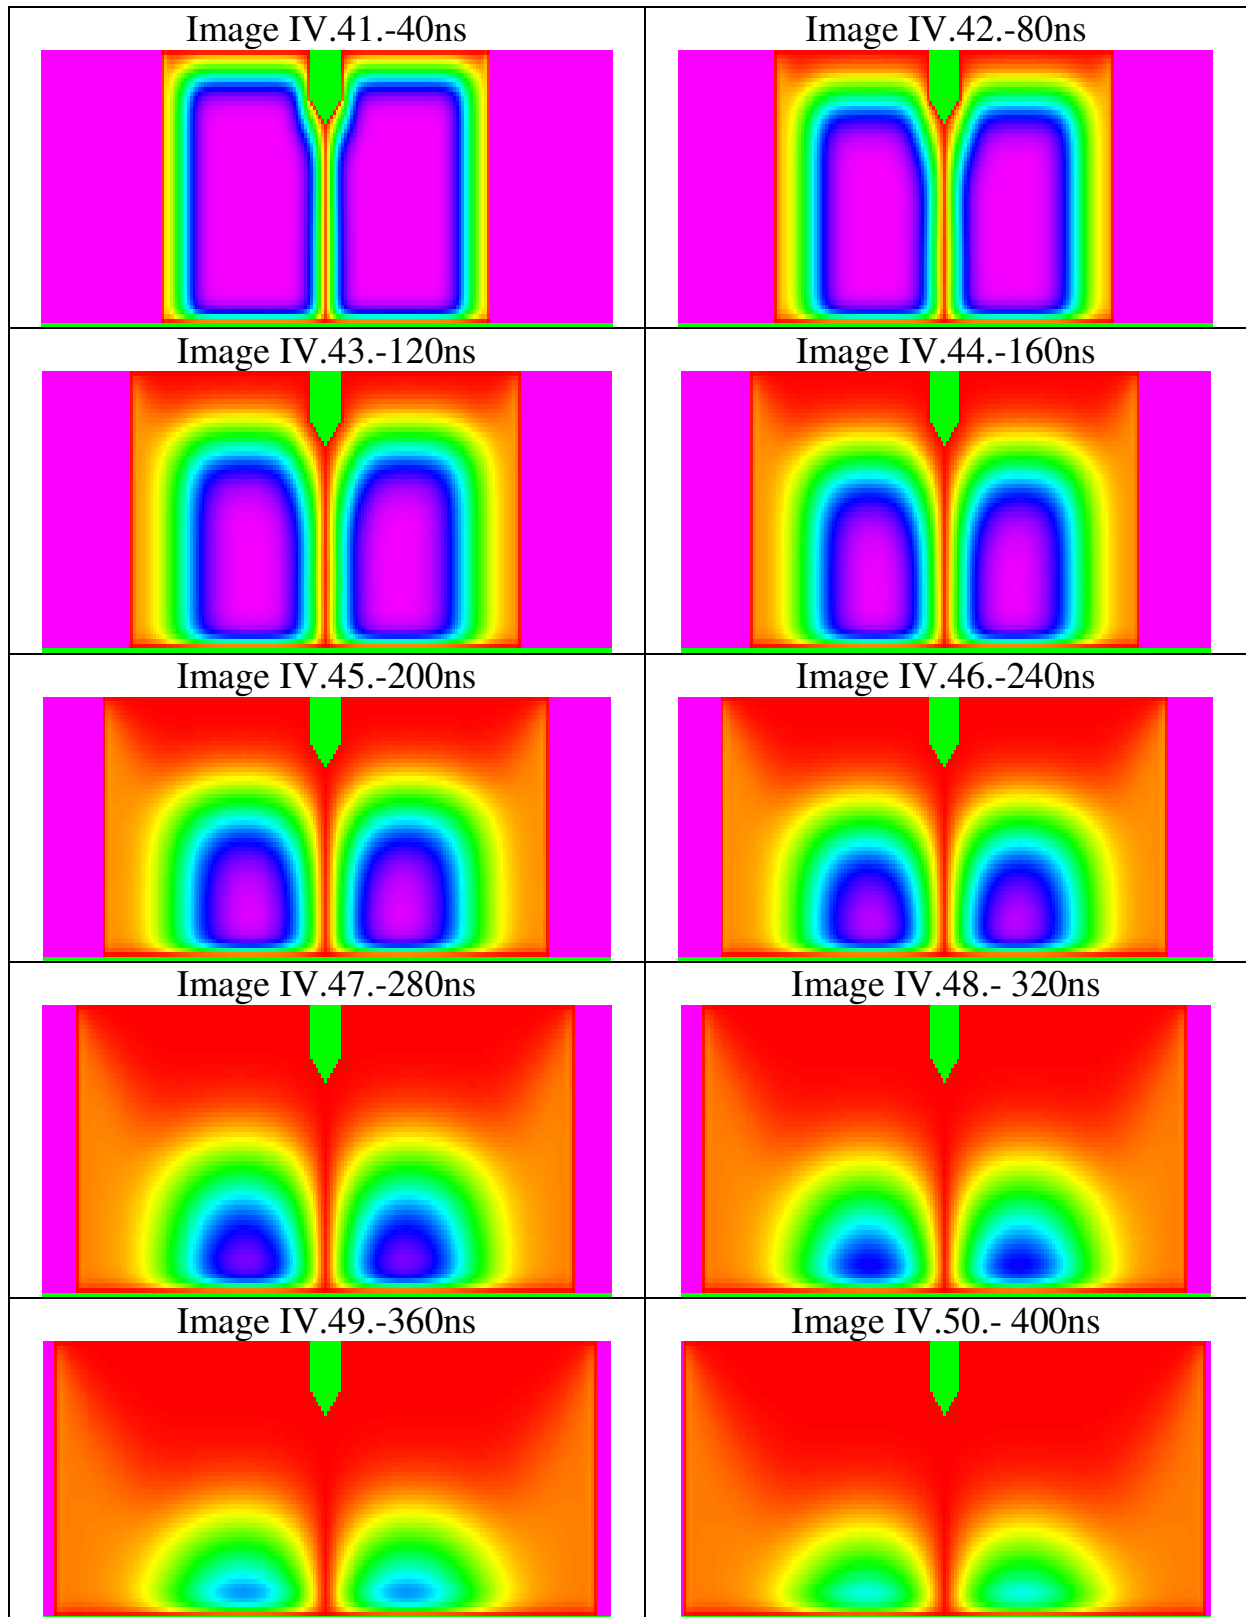 Image IV.41.-40ns
Image IV.42.-80ns
Image IV.43.-120ns
Image IV.44.-160ns
Image IV.45.-200ns
Image IV.46.-240ns
Image IV.47.-280ns
Image IV.48.- 320ns
Image IV.49.-360ns
Image IV.50.- 400ns